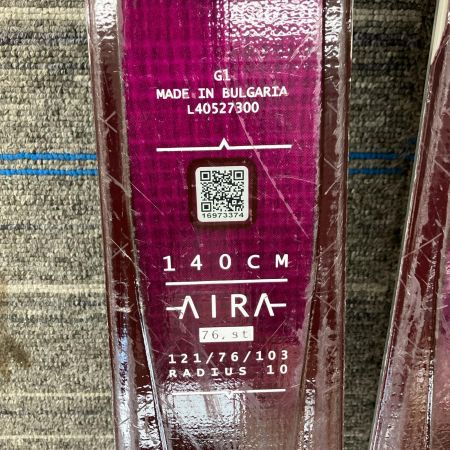 G1
MADE IN BULGARIA
L40527300
16973374
140CM
AIRA
76.st
121/76/103
RADIUS 10